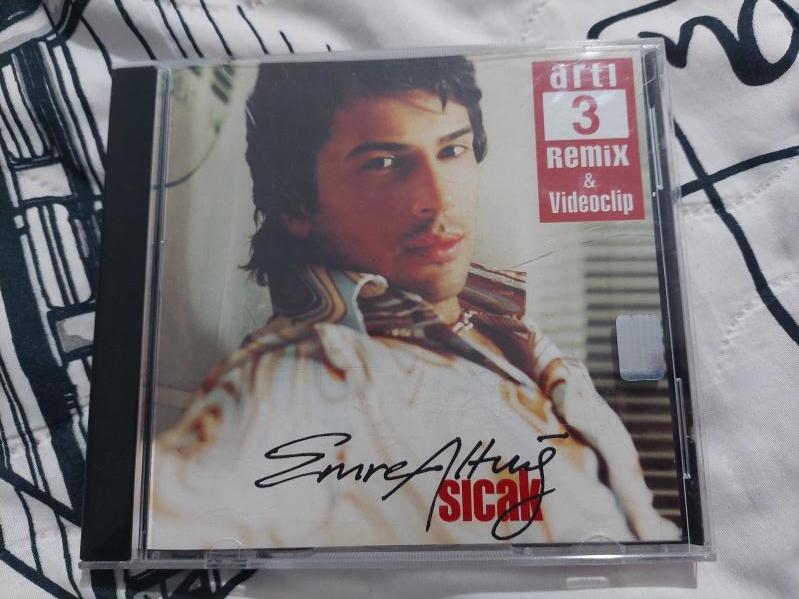 artı
3
Remix
&
Videoclip
Emre Altuğ
sıcak